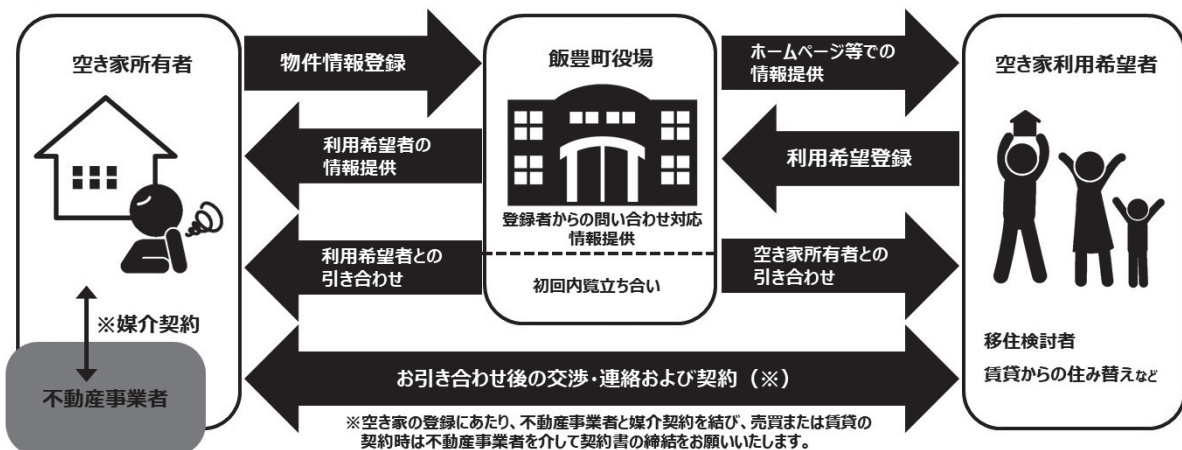 空き家所有者
物件情報登録
飯豊町役場
ホームページ等での
情報提供
空き家利用希望者
利用希望者の
情報提供
利用希望登録
登録者からの問い合わせ対応
情報提供
利用希望者との
引き合わせ
初回内覧立ち合い
空き家所有者との
引き合わせ
※媒介契約
不動産事業者
お引き合わせ後の交渉・連絡および契約（※）
移住検討者
賃貸からの住み替えなど
※空き家の登録にあたり、不動産事業者と媒介契約を結び、売買または賃貸の
契約時は不動産事業者を介して契約書の締結をお願いいたします。